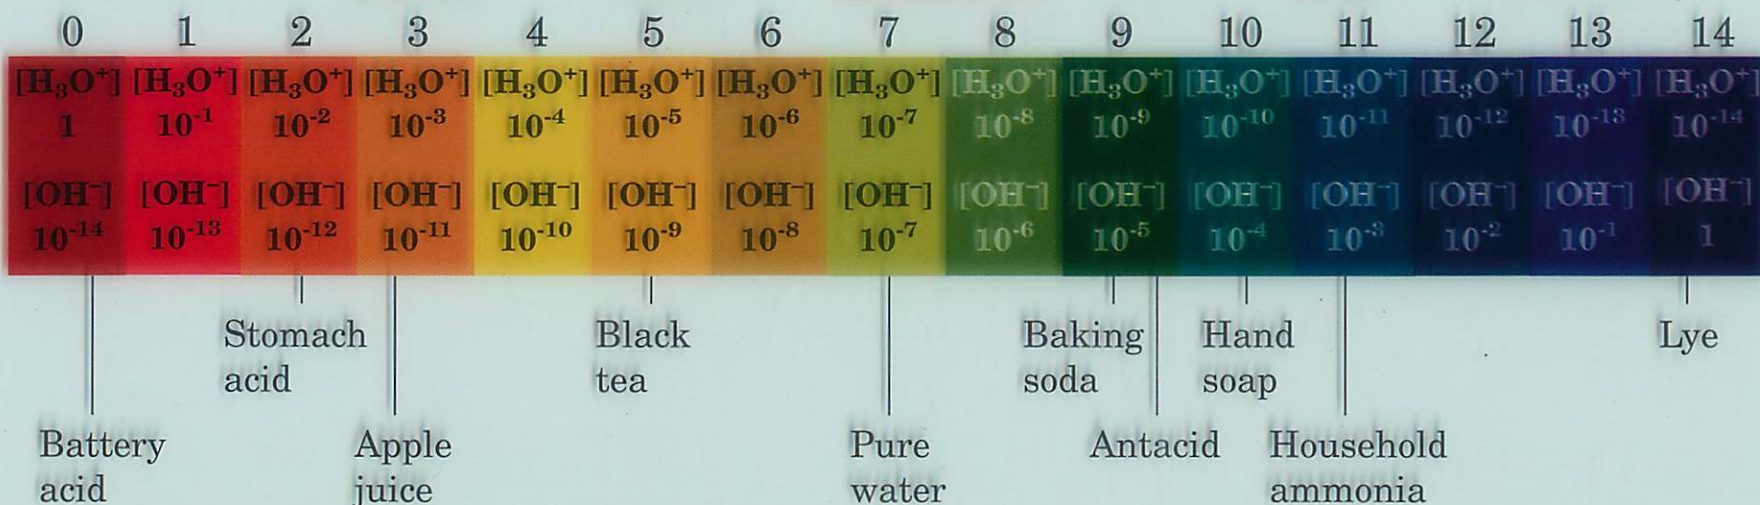 0 1 2 3 4 5 6 7 8 9 10 11 12 13 14
[H₃O⁺] [H₃O⁺] [H₃O⁺] [H₃O⁺] [H₃O⁺] [H₃O⁺] [H₃O⁺] [H₃O⁺] [H₃O⁺] [H₃O⁺] [H₃O⁺] [H₃O⁺] [H₃O⁺] [H₃O⁺] [H₃O⁺]
1 10⁻¹ 10⁻² 10⁻³ 10⁻⁴ 10⁻⁵ 10⁻⁶ 10⁻⁷ 10⁻⁸ 10⁻⁹ 10⁻¹⁰ 10⁻¹¹ 10⁻¹² 10⁻¹³ 10⁻¹⁴
[OH⁻] [OH⁻] [OH⁻] [OH⁻] [OH⁻] [OH⁻] [OH⁻] [OH⁻] [OH⁻] [OH⁻] [OH⁻] [OH⁻] [OH⁻] [OH⁻] [OH⁻]
10⁻¹⁴ 10⁻¹³ 10⁻¹² 10⁻¹¹ 10⁻¹⁰ 10⁻⁹ 10⁻⁸ 10⁻⁷ 10⁻⁶ 10⁻⁵ 10⁻⁴ 10⁻³ 10⁻² 10⁻¹ 1
Stomach
acid
Black
tea
Baking
soda
Hand
soap
Lye
Battery
acid
Apple
juice
Pure
water
Antacid
Household
ammonia